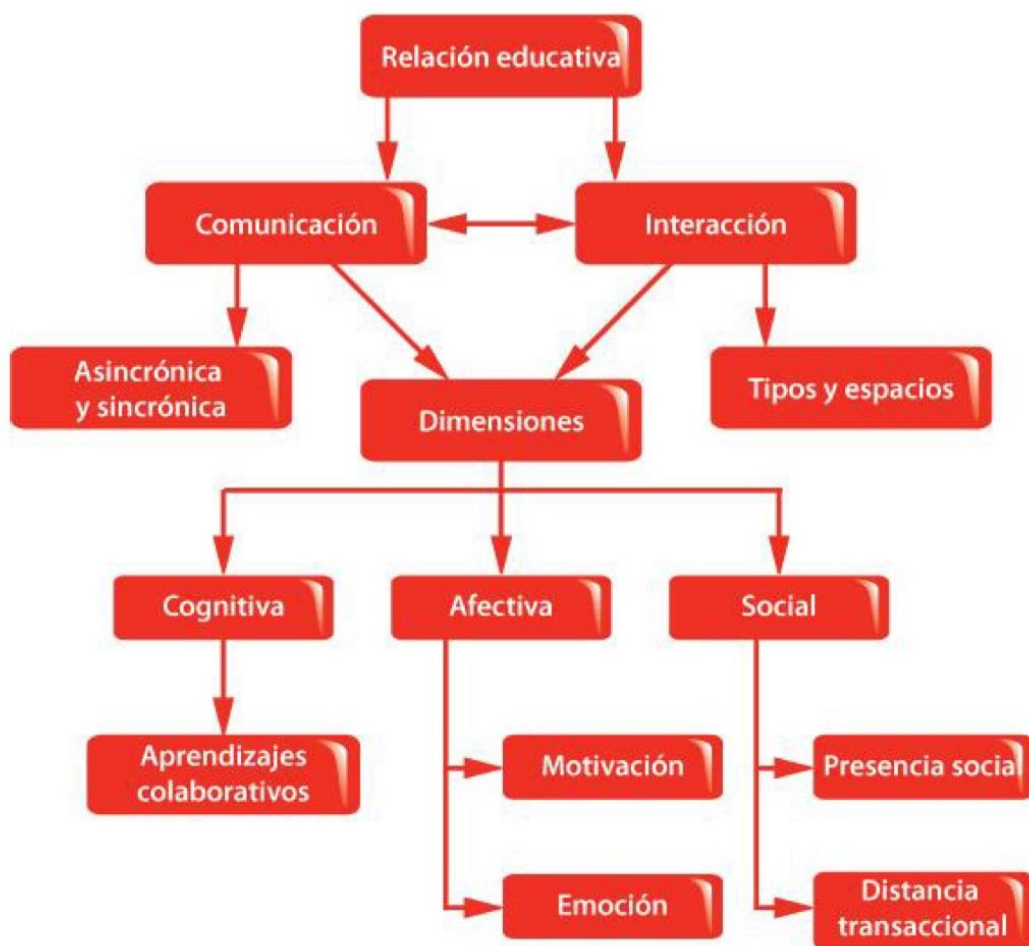 Relación educativa
Comunicación
Interacción
Asincrónica
y sincrónica
Tipos y espacios
Dimensiones
Cognitiva
Afectiva
Social
Aprendizajes
colaborativos
Motivación
Presencia social
Emoción
Distancia
transaccional